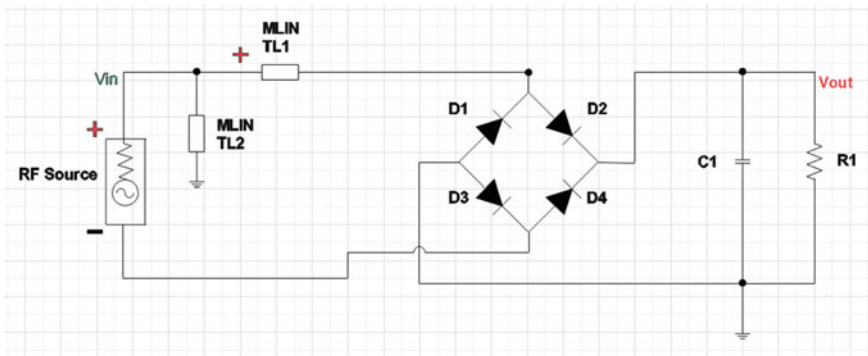 MLIN
TL1
Vin
MLIN
TL2
RF Source
D1
D2
D3
D4
C1
Vout
R1